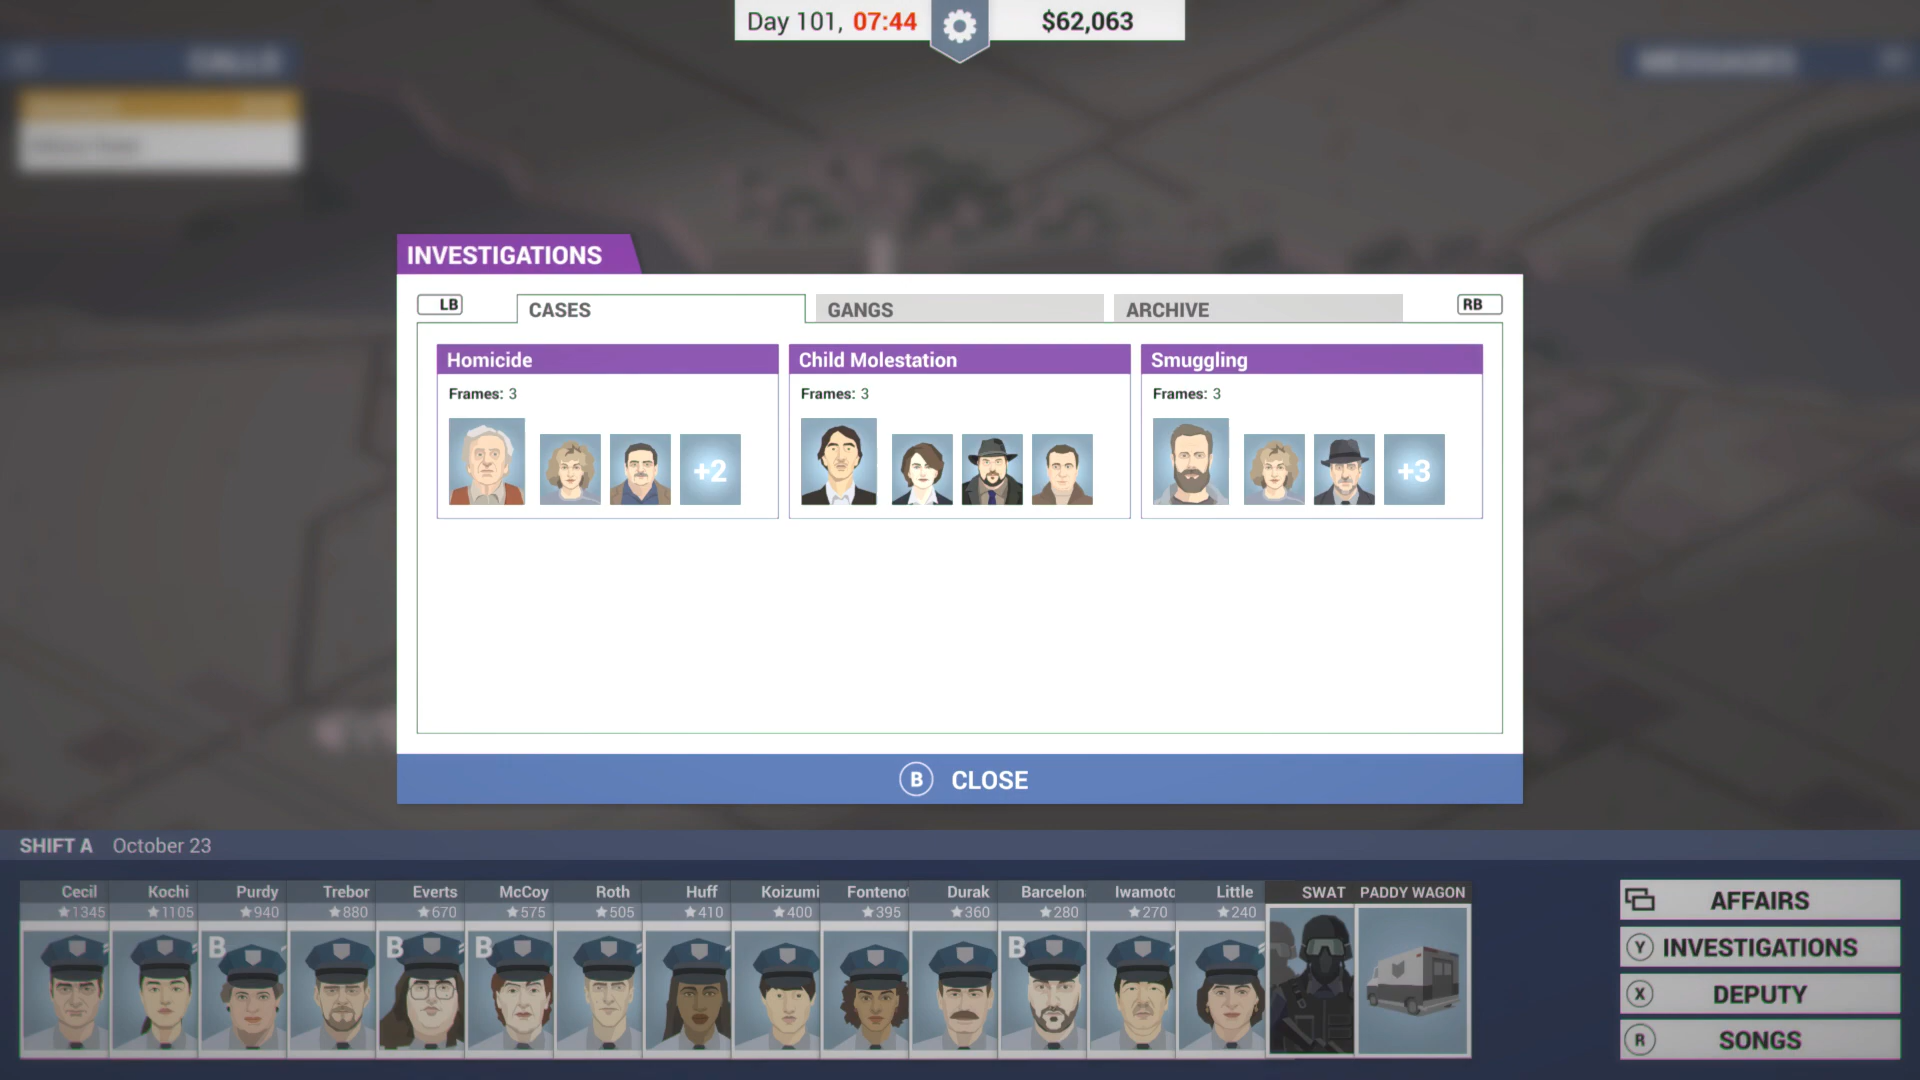 Day 101, 07:44
$62,063
CALLS
MESSAGES
INVESTIGATIONS
LB
CASES
GANGS
ARCHIVE
RB
Homicide
Frames: 3
+2
Child Molestation
Frames: 3
Smuggling
Frames: 3
+3
B CLOSE
SHIFT A October 23
Cecil
★1345
Kochi
★1105
Purdy
★940
B
Trebor
★880
Everts
★670
B
McCoy
★575
B
Roth
★505
Huff
★410
Koizumi
★400
Fonteno
★395
Durak
★360
Barcelon
★280
B
Iwamoto
★270
Little
★240
SWAT
PADDY WAGON
AFFAIRS
Y INVESTIGATIONS
X DEPUTY
R SONGS